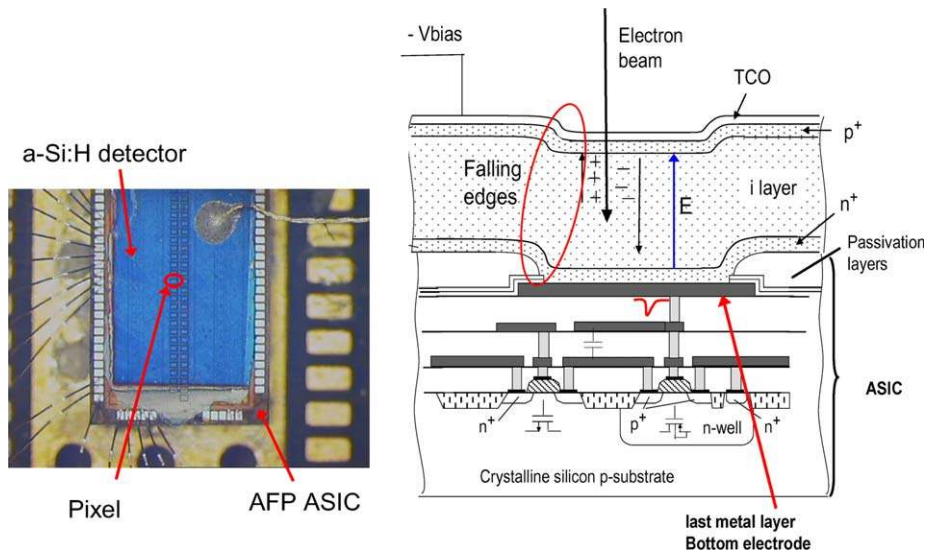 a-Si:H detector
Pixel
AFP ASIC
- Vbias
Electron
beam
TCO
p+
Falling
edges
+
+
+
+
E
i layer
n+
Passivation
layers
ASIC
n+
p+
n-well
n+
Crystalline silicon p-substrate
last metal layer
Bottom electrode